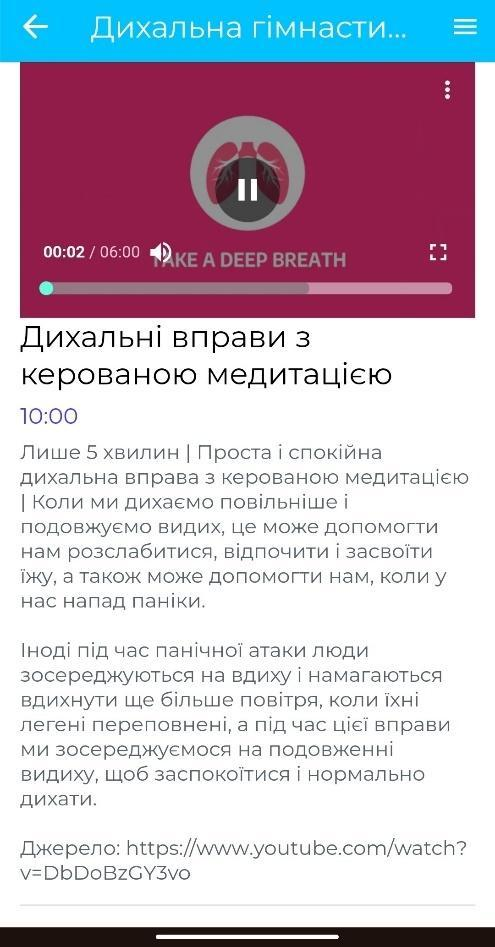 Дихальна гімнасти...
00:02 / 06:00
TAKE A DEEP BREATH
Дихальні вправи з
керованою медитацією
10:00
Лише 5 хвилин | Проста і спокійна
дихальна вправа з керованою медитацією
| Коли ми дихаємо повільніше і
подовжуємо видих, це може допомогти
нам розслабитися, відпочити і засвоїти
їжу, а також може допомогти нам, коли у
нас напад паніки.
Іноді під час панічної атаки люди
зосереджуються на вдиху і намагаються
вдихнути ще більше повітря, коли їхні
легені переповнені, а під час цієї вправи
ми зосереджуємося на подовженні
видиху, щоб заспокоїтися і нормально
дихати.
Джерело: https://www.youtube.com/watch?
v=DbDoBzGY3vo